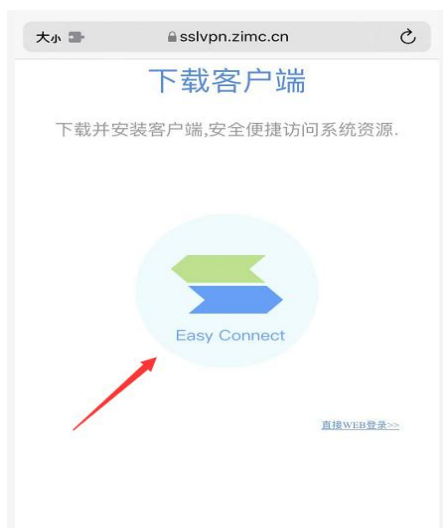 大小 sslvpn.zimc.cn
下载客户端
下载并安装客户端,安全便捷访问系统资源.
Easy Connect
直接WEB登录>>